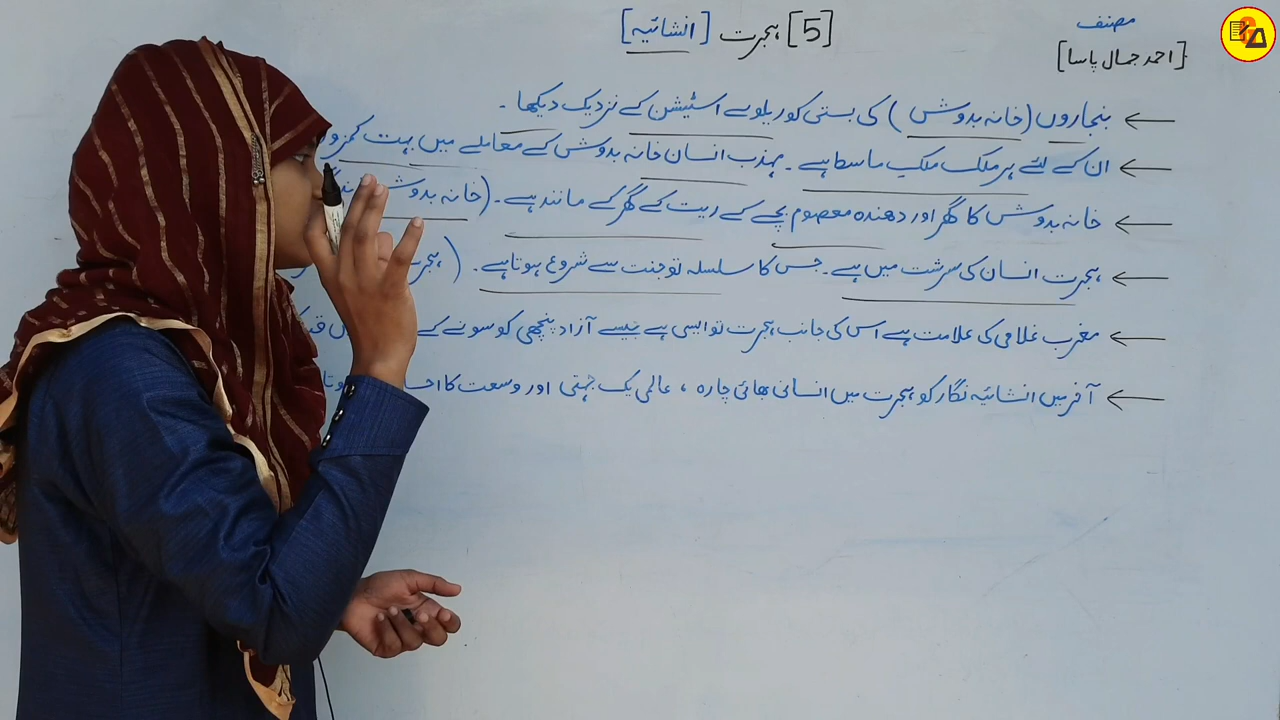 [5] ہجرت [انشائیہ]
مصنف
[احمد جمال پاشا]
بنجاروں (خانہ بدوش) کی بستی کو ریلوے اسٹیشن کے نزدیک دیکھا۔
ان کے لئے ہر ملک ملکِ ماسطا ہے۔ مہذب انسان خانہ بدوش کے معاملے میں بہت
خانہ بدوش کا گھر اور دھندہ معصوم بچے کے ریت کے گھر کے مانند ہے۔ (خانہ بدوش
ہجرت انسان کی سرشت میں ہے۔ جس کا سلسلہ تو جنت سے شروع ہوتا ہے۔ (ہجرت
مغرب غلامی کی علامت ہے اس کی جانب ہجرت تو ایسی ہے جیسے آزاد پنچھی کو سونے کے
آخر میں انشائیہ نگار کو ہجرت میں انسانی بھائی چارہ ، عالمی یک جہتی اور وسعت کا